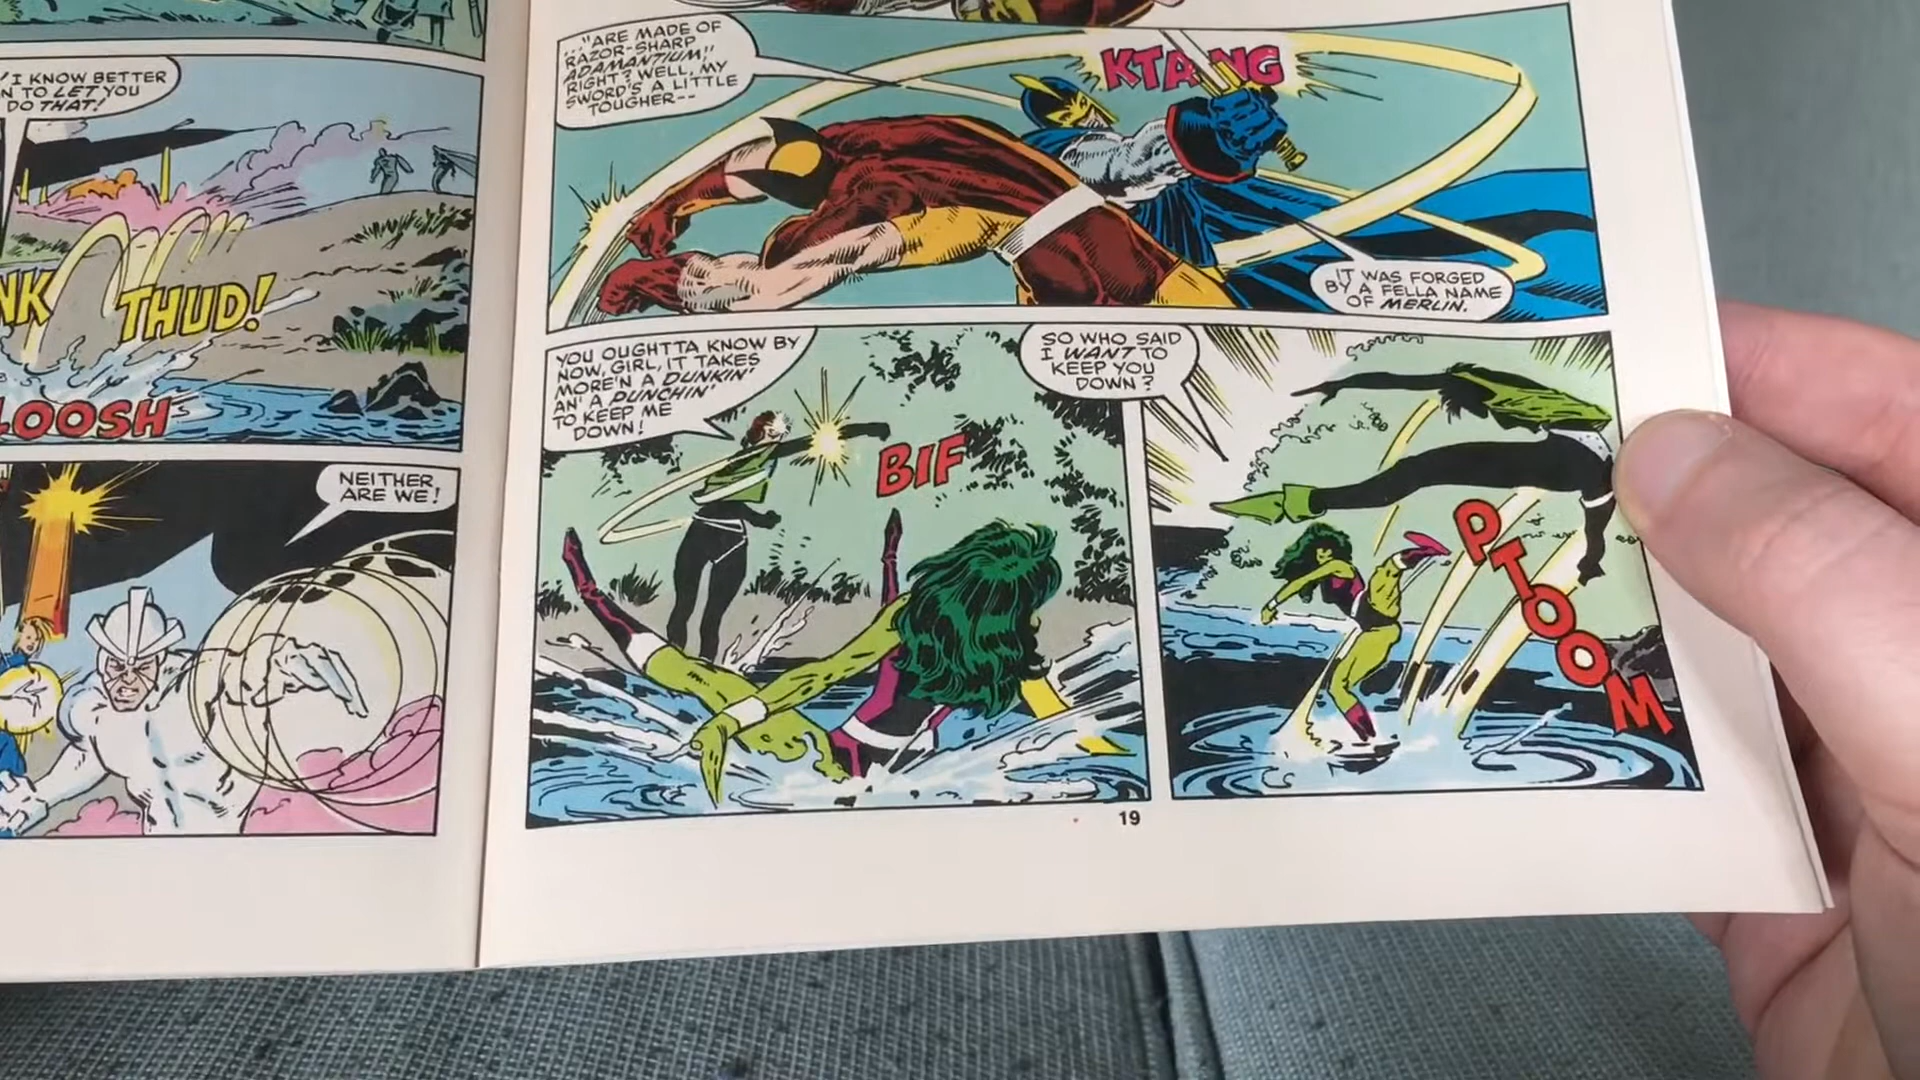 I KNOW BETTER
N TO LET YOU
DO THAT!
NK
THUD!
LOOSH
NEITHER
ARE WE!
..."ARE MADE OF
RAZOR-SHARP
ADAMANTIUM,"
RIGHT? WELL, MY
SWORD'S A LITTLE
TOUGHER--
KTANG
IT WAS FORGED
BY A FELLA NAME
OF MERLIN.
YOU OUGHTTA KNOW BY
NOW, GIRL, IT TAKES
MORE'N A DUNKIN'
AN' A PUNCHIN'
TO KEEP ME
DOWN!
BIF
SO WHO SAID
I WANT TO
KEEP YOU
DOWN?
PTOOM
19